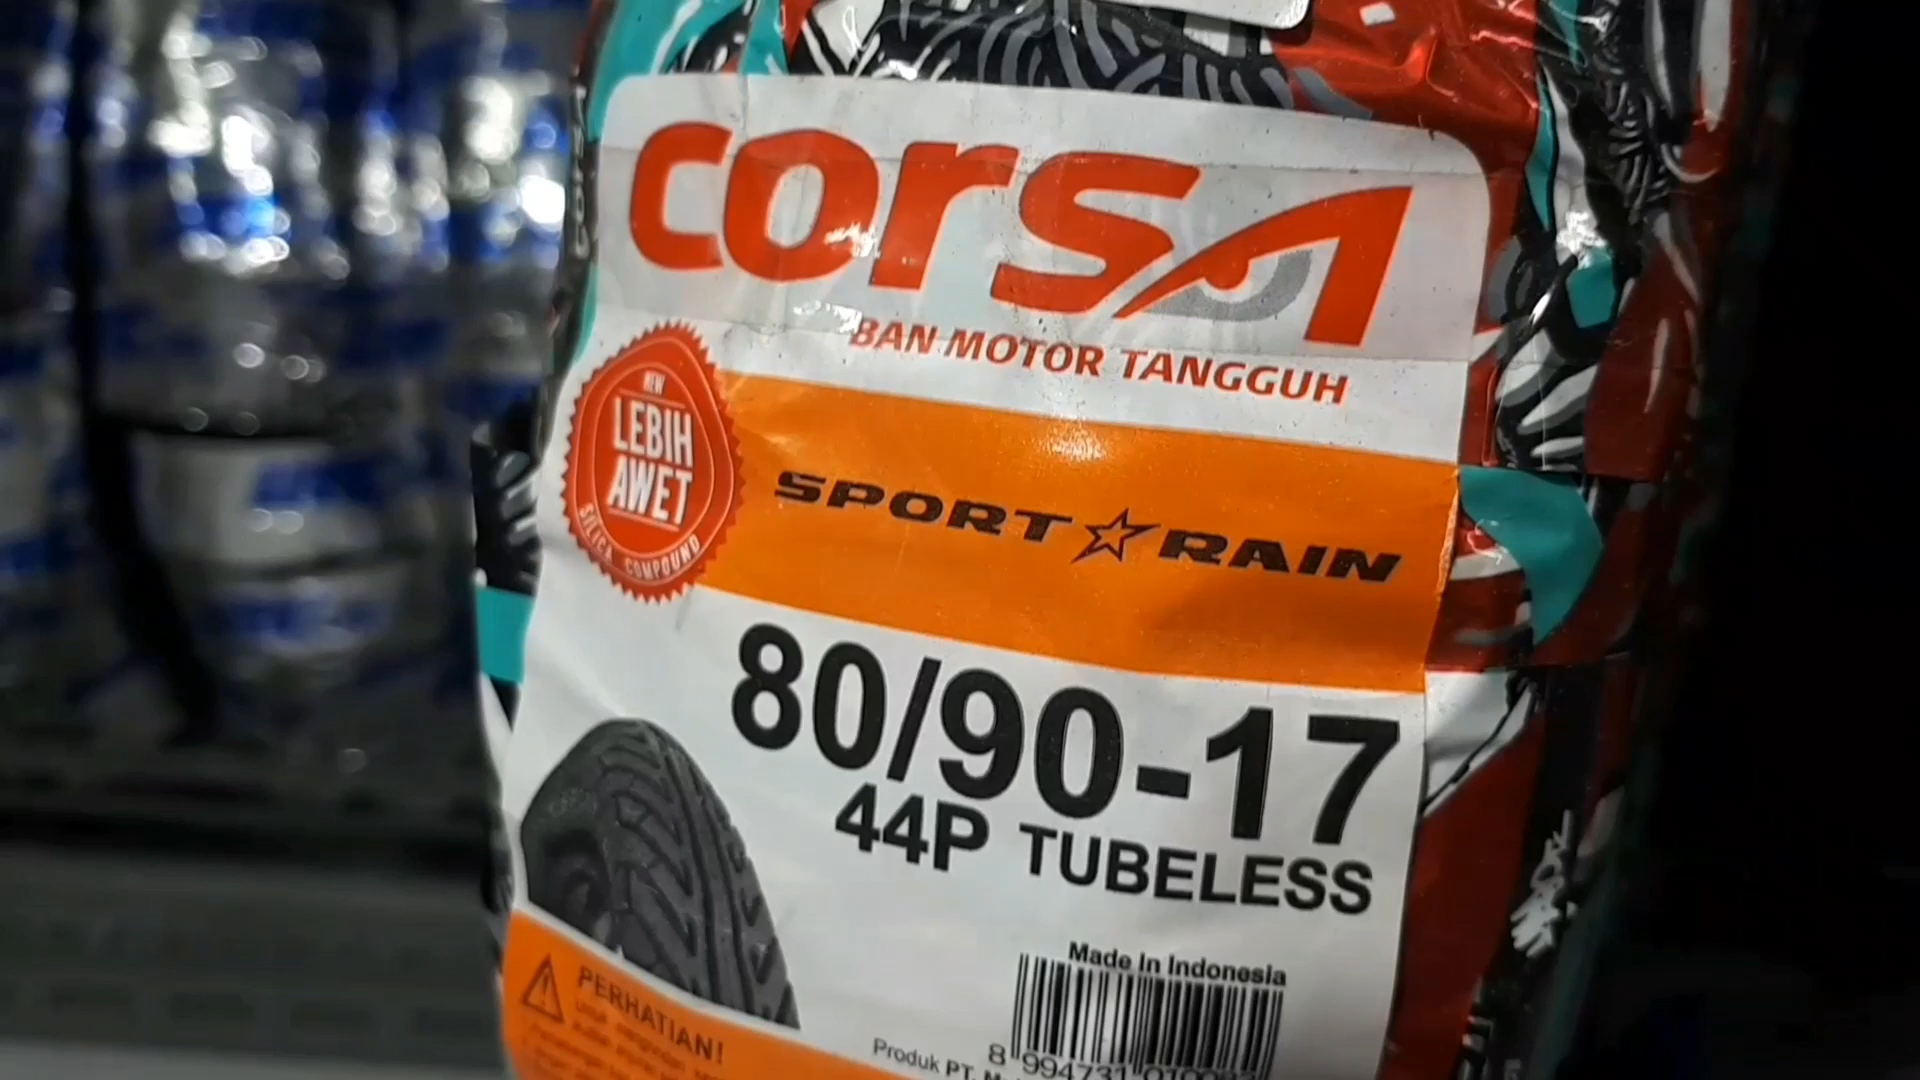 CORSA
BAN MOTOR TANGGUH
NEW
LEBIH
AWET
SILICA COMPOUND
SPORT RAIN
80/90-17
44P TUBELESS
Made In Indonesia
PERHATIAN!
Produk PT.
8 994731